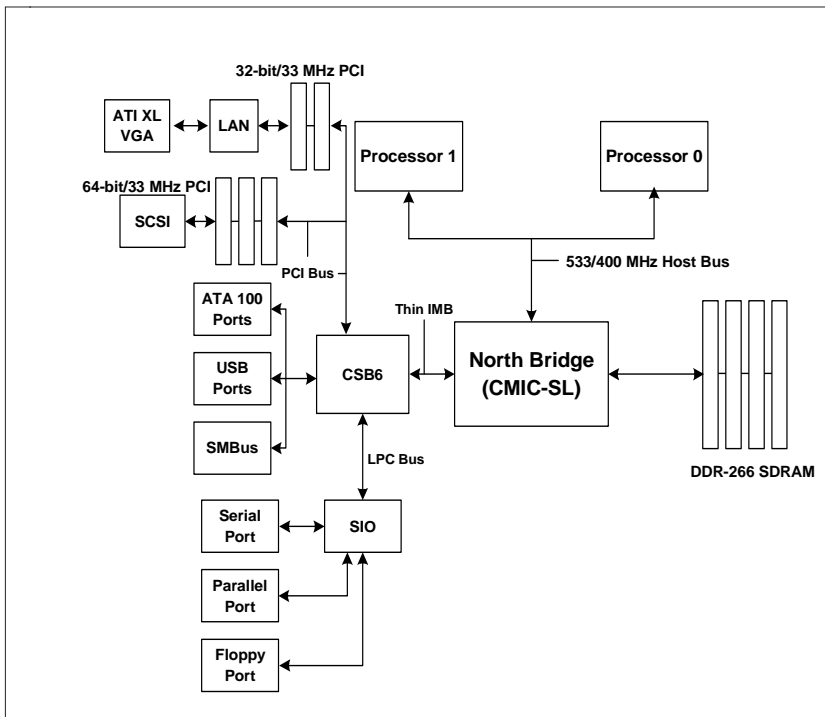 32-bit/33 MHz PCI
ATI XL
VGA
LAN
Processor 1
Processor 0
64-bit/33 MHz PCI
SCSI
PCI Bus
533/400 MHz Host Bus
ATA 100
Ports
Thin IMB
USB
Ports
CSB6
North Bridge
(CMIC-SL)
SMBus
LPC Bus
DDR-266 SDRAM
Serial
Port
SIO
Parallel
Port
Floppy
Port